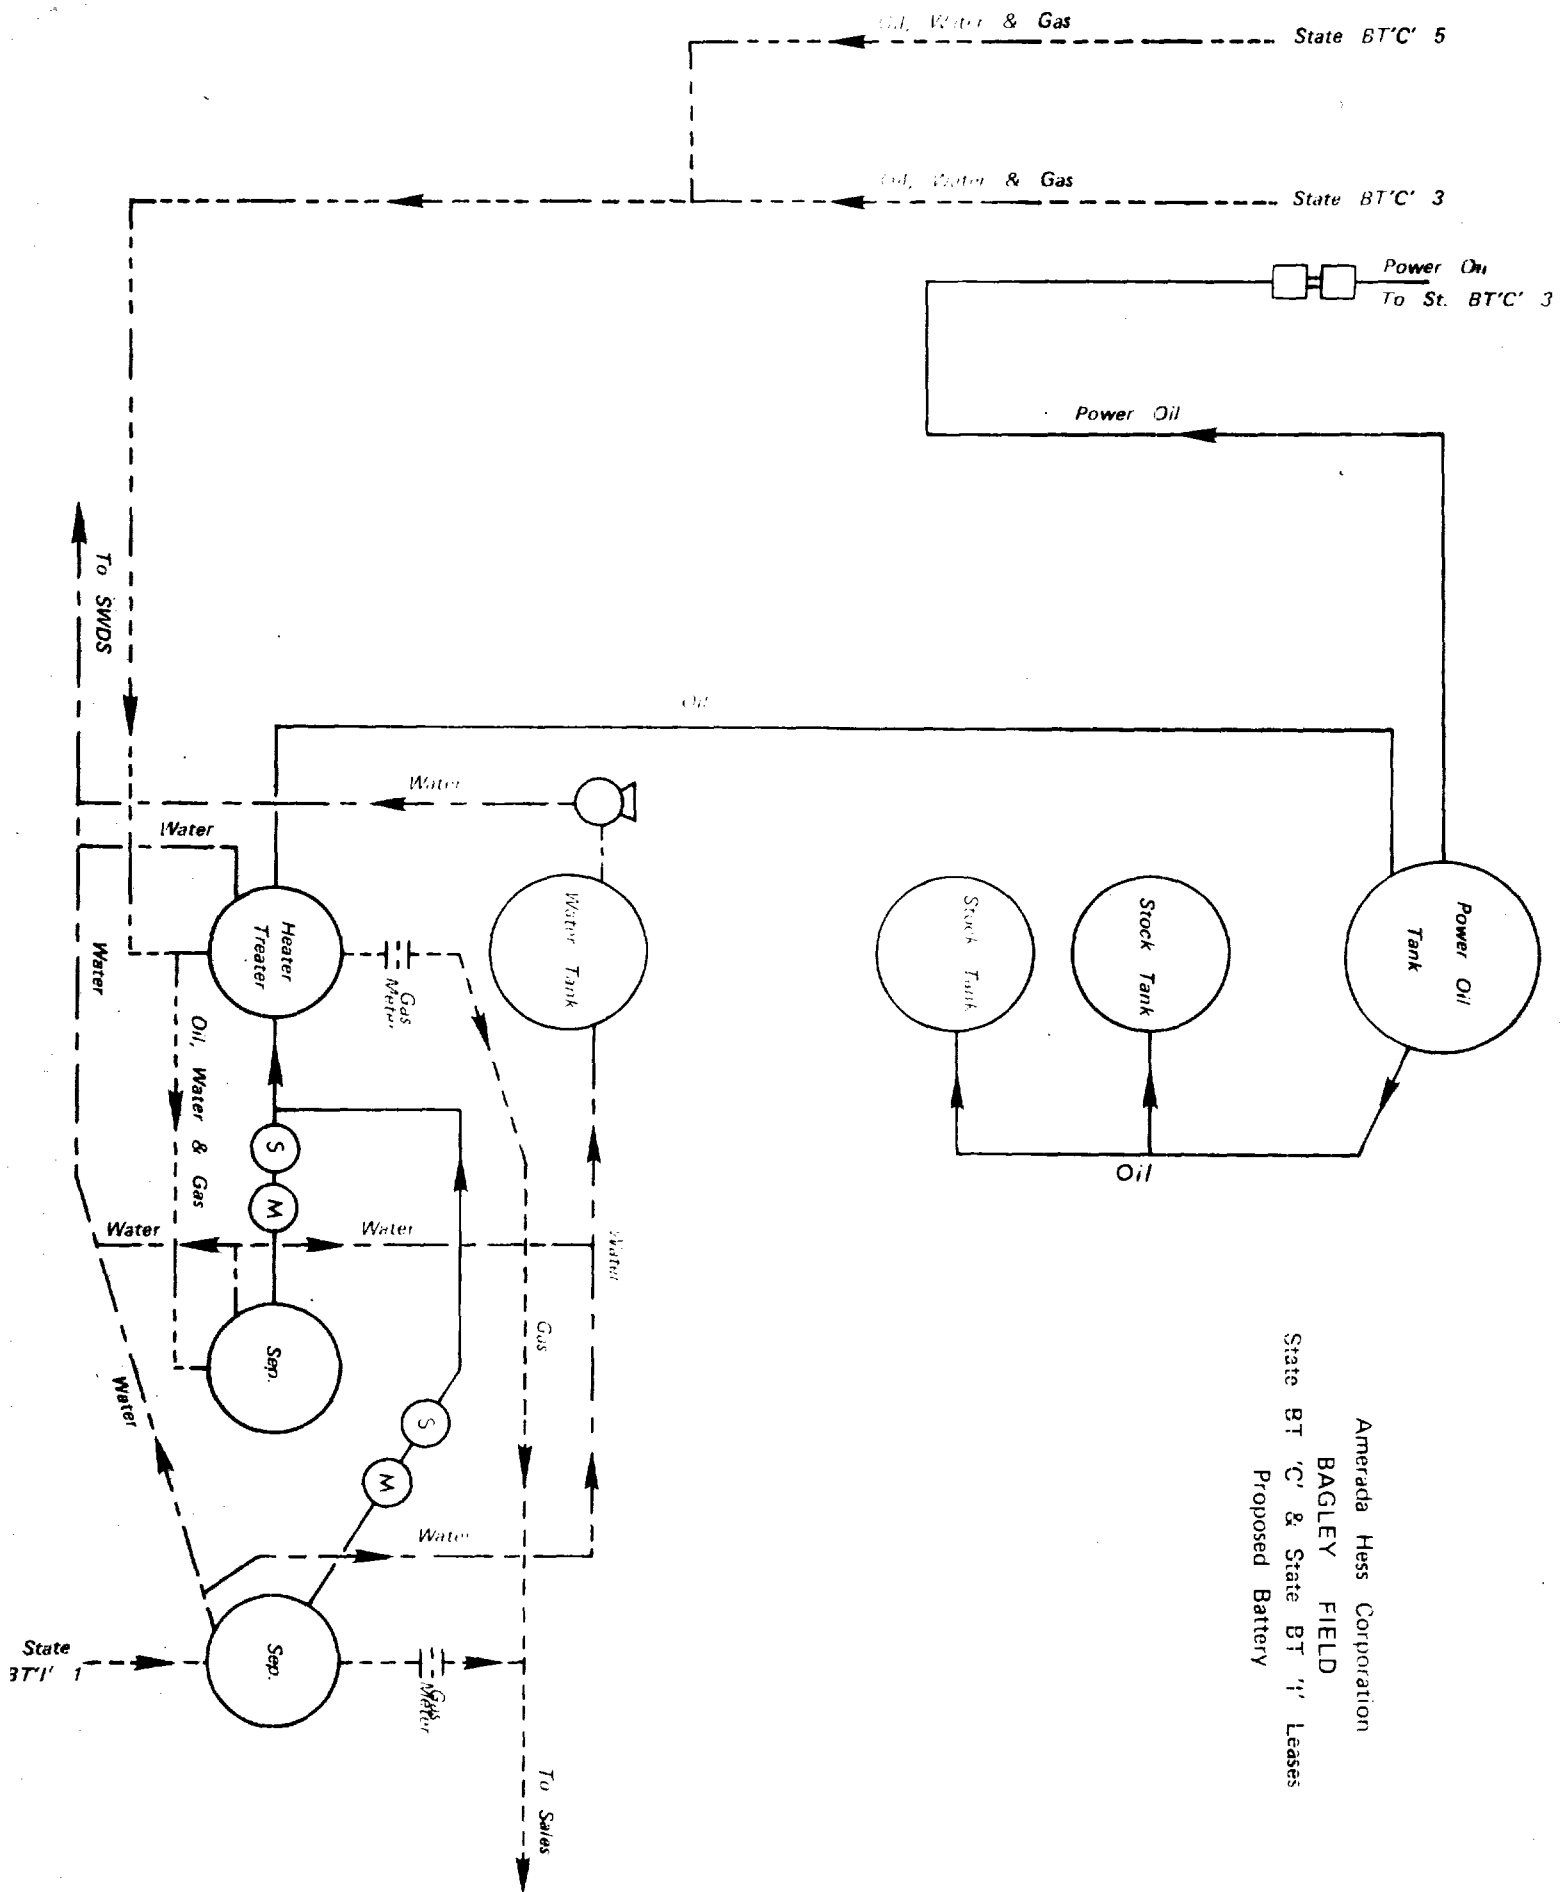 Oil, Water & Gas
State BT'C' 5
Oil, Water & Gas
State BT'C' 3
Power Oil
To St. BT'C' 3
Power Oil
To SWDS
Oil
Water
Water
Heater
Treater
Gas
Meter
Water Tank
Stock Tank
Stock Tank
Power Oil
Tank
Water
Oil, Water & Gas
S
M
Oil
Water
Water
Water
Sep.
Gas
Water
S
M
Water
Sep.
State
BT'I' 1
Gas
Meter
To Sales
Amerada Hess Corporation
BAGLEY FIELD
State BT 'C' & State BT 'I' Leases
Proposed Battery